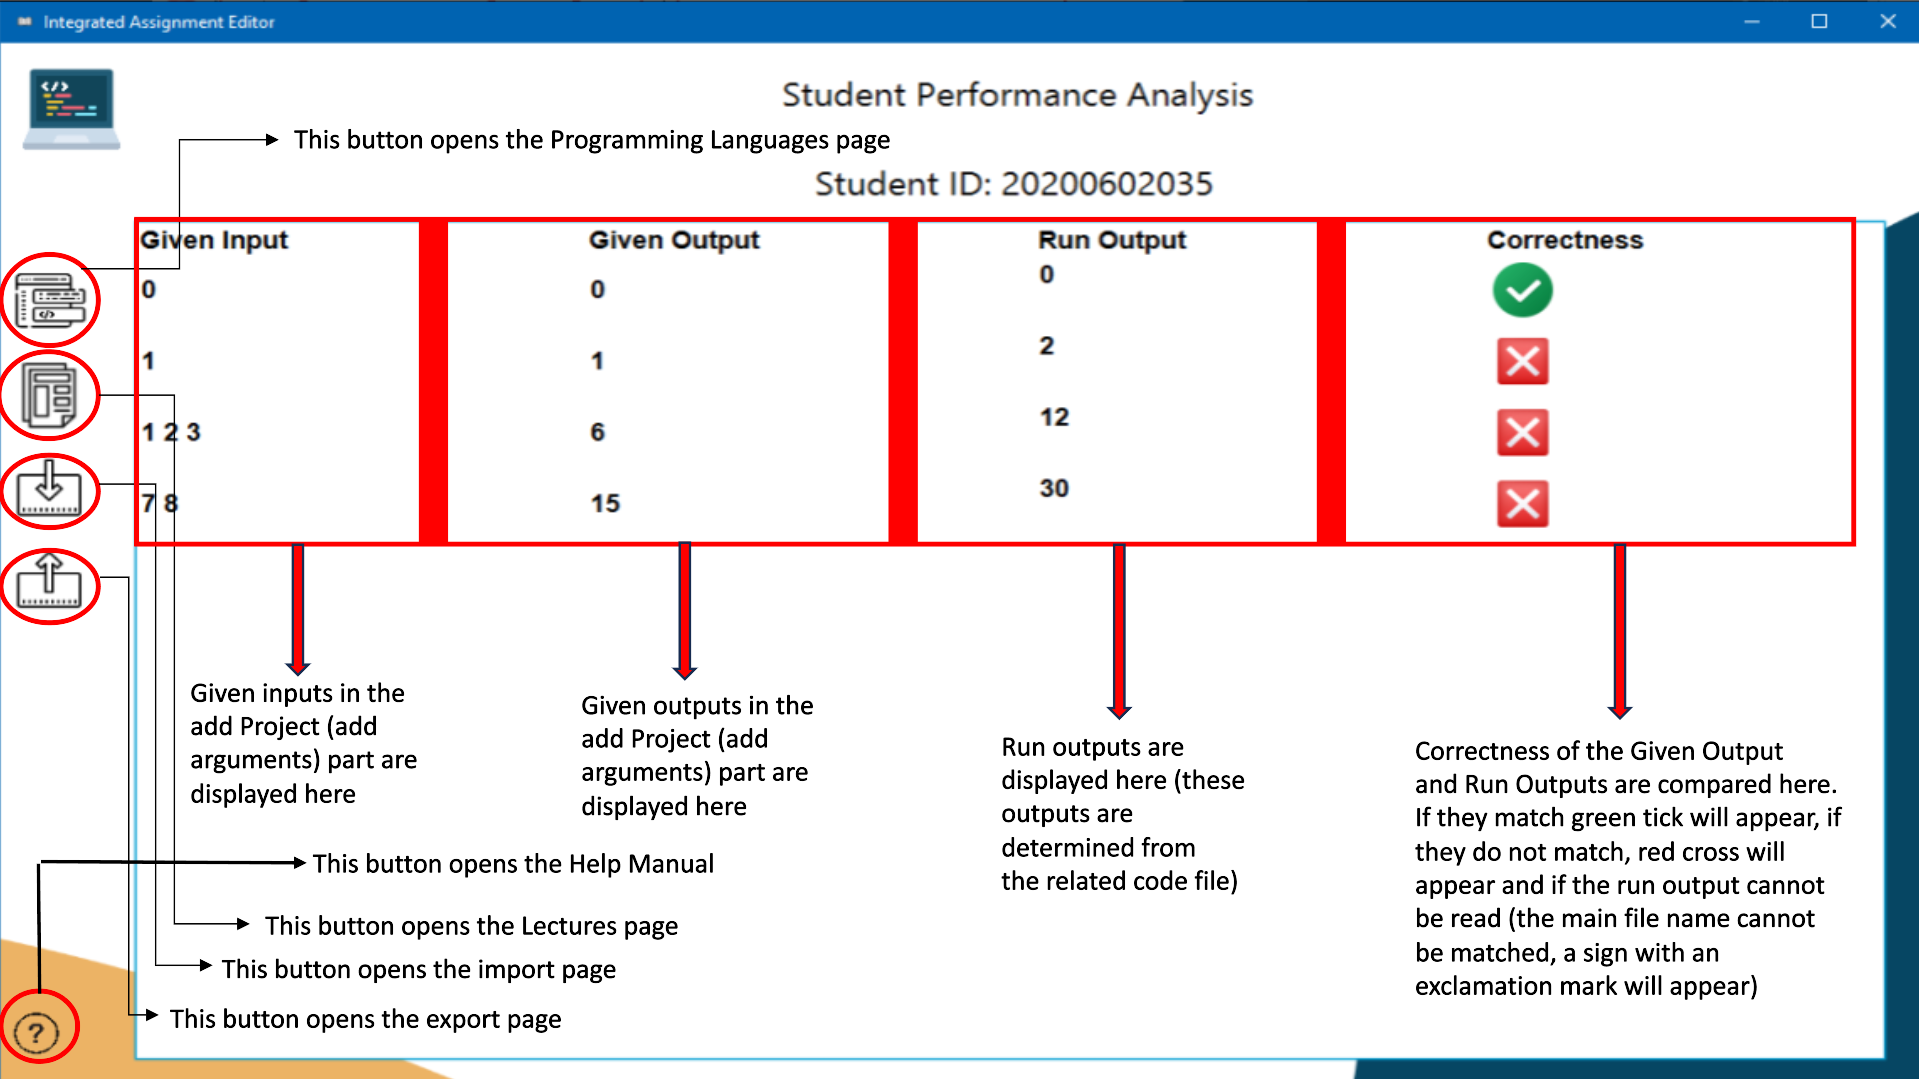 Integrated Assignment Editor
Student Performance Analysis
This button opens the Programming Languages page
Student ID: 20200602035
Given Input Given Output Run Output Correctness
0 0 0
1 1 2
1 2 3 6 12
7 8 15 30
Given inputs in the
add Project (add
arguments) part are
displayed here
Given outputs in the
add Project (add
arguments) part are
displayed here
Run outputs are
displayed here (these
outputs are
determined from
the related code file)
Correctness of the Given Output
and Run Outputs are compared here.
If they match green tick will appear, if
they do not match, red cross will
appear and if the run output cannot
be read (the main file name cannot
be matched, a sign with an
exclamation mark will appear)
This button opens the Help Manual
This button opens the Lectures page
This button opens the import page
This button opens the export page
?